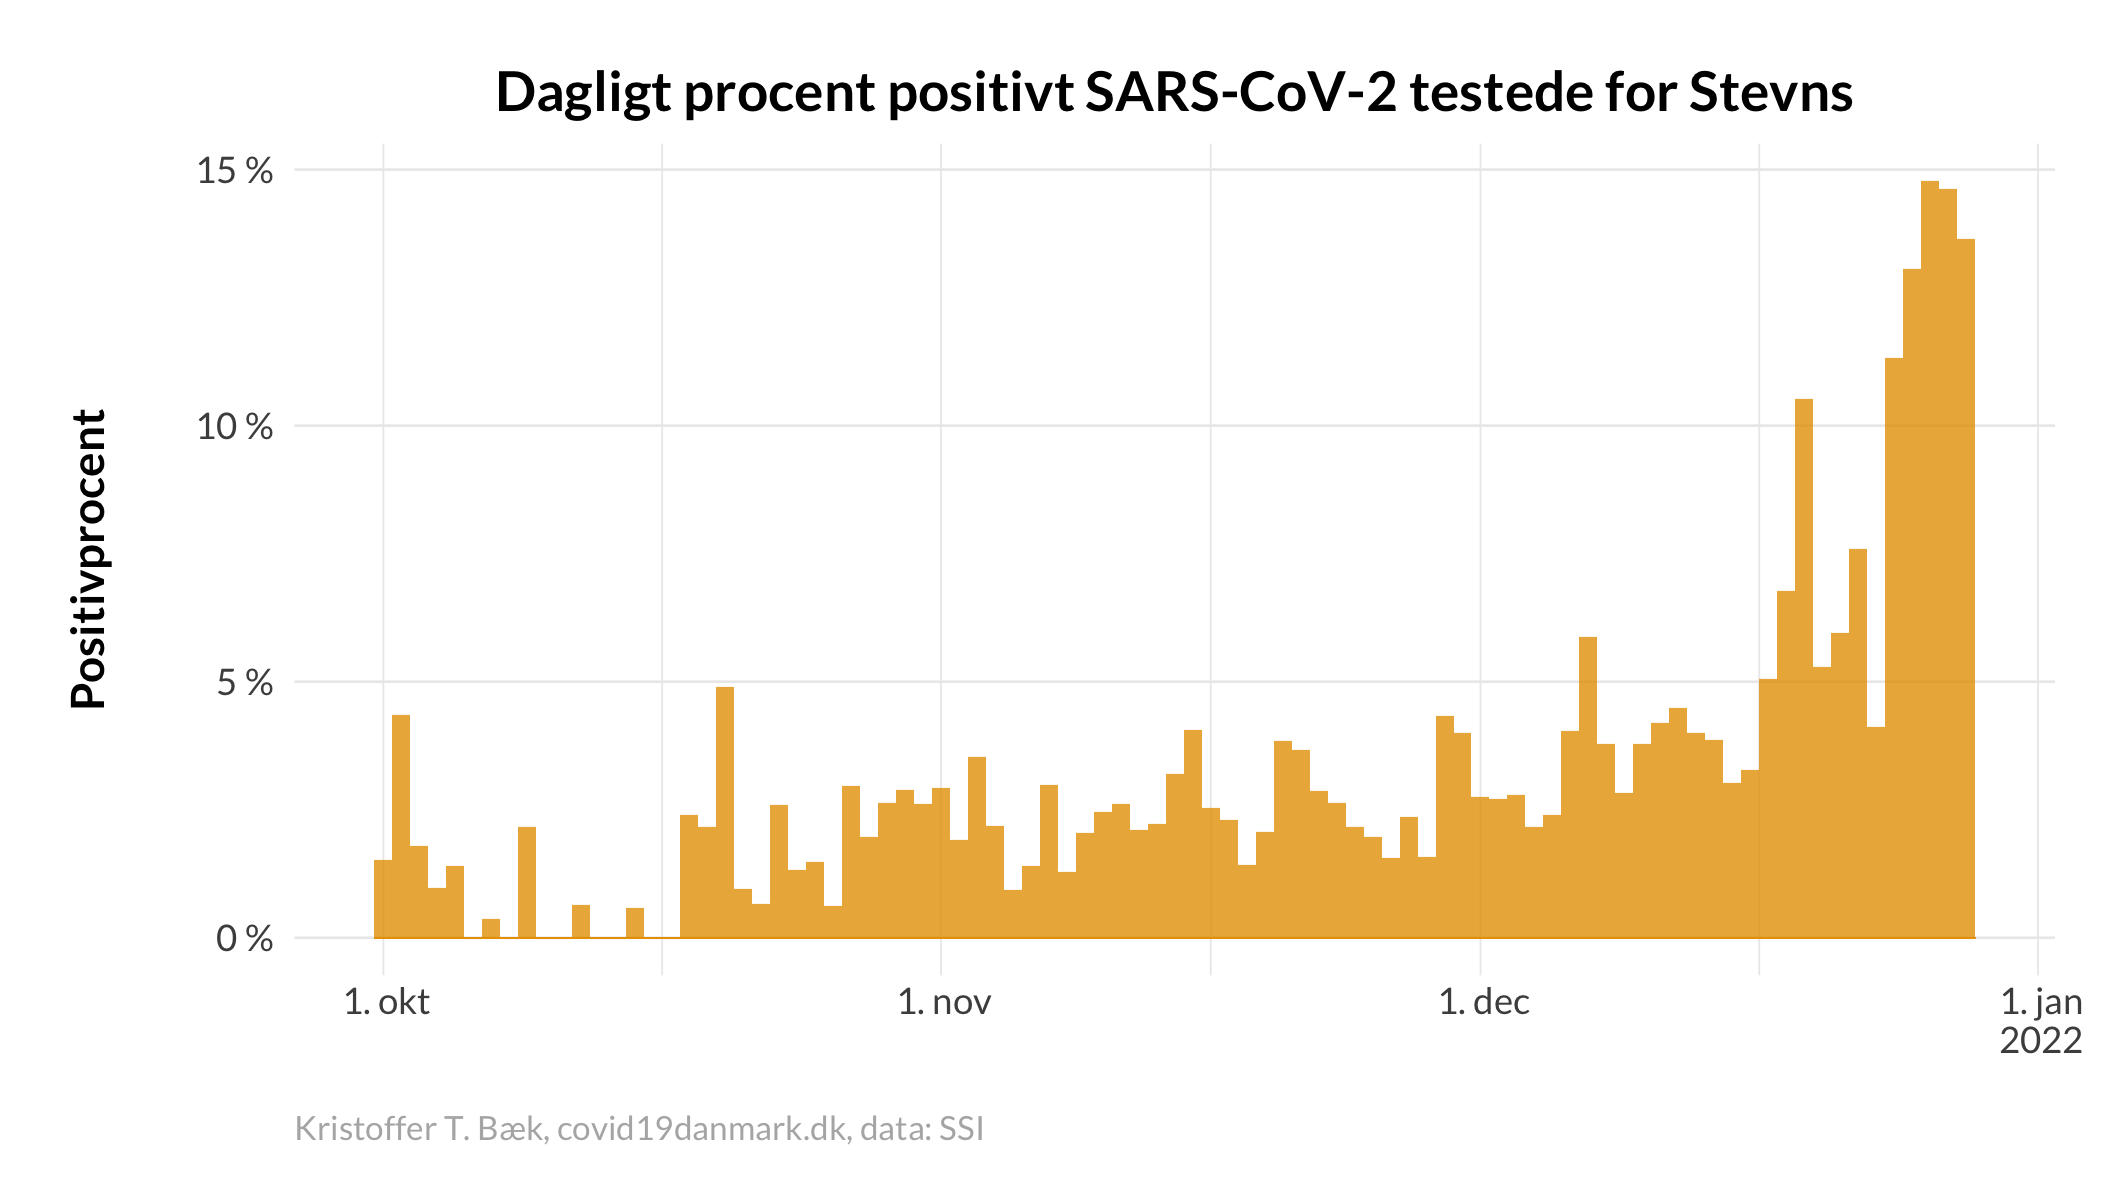 Dagligt procent positivt SARS-CoV-2 testede for Stevns
Positivprocent
15 %
10 %
5 %
0 %
1. okt
1. nov
1. dec
1. jan
2022
Kristoffer T. Bæk, covid19danmark.dk, data: SSI